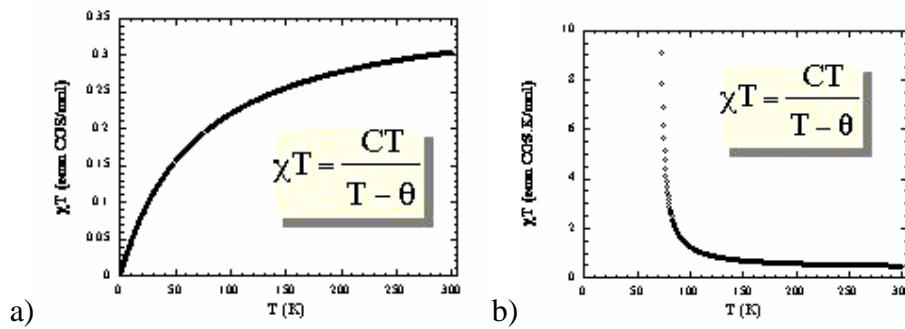 0.35
0.3
0.25
0.2
0.15
0.1
0.05
0
χT (emu CGS/mol)
χT = CT / (T − θ)
0 50 100 150 200 250 300
T (K)
a)
10
8
6
4
2
0
χT (emu CGS.K/mol)
χT = CT / (T − θ)
0 50 100 150 200 250 300
T (K)
b)